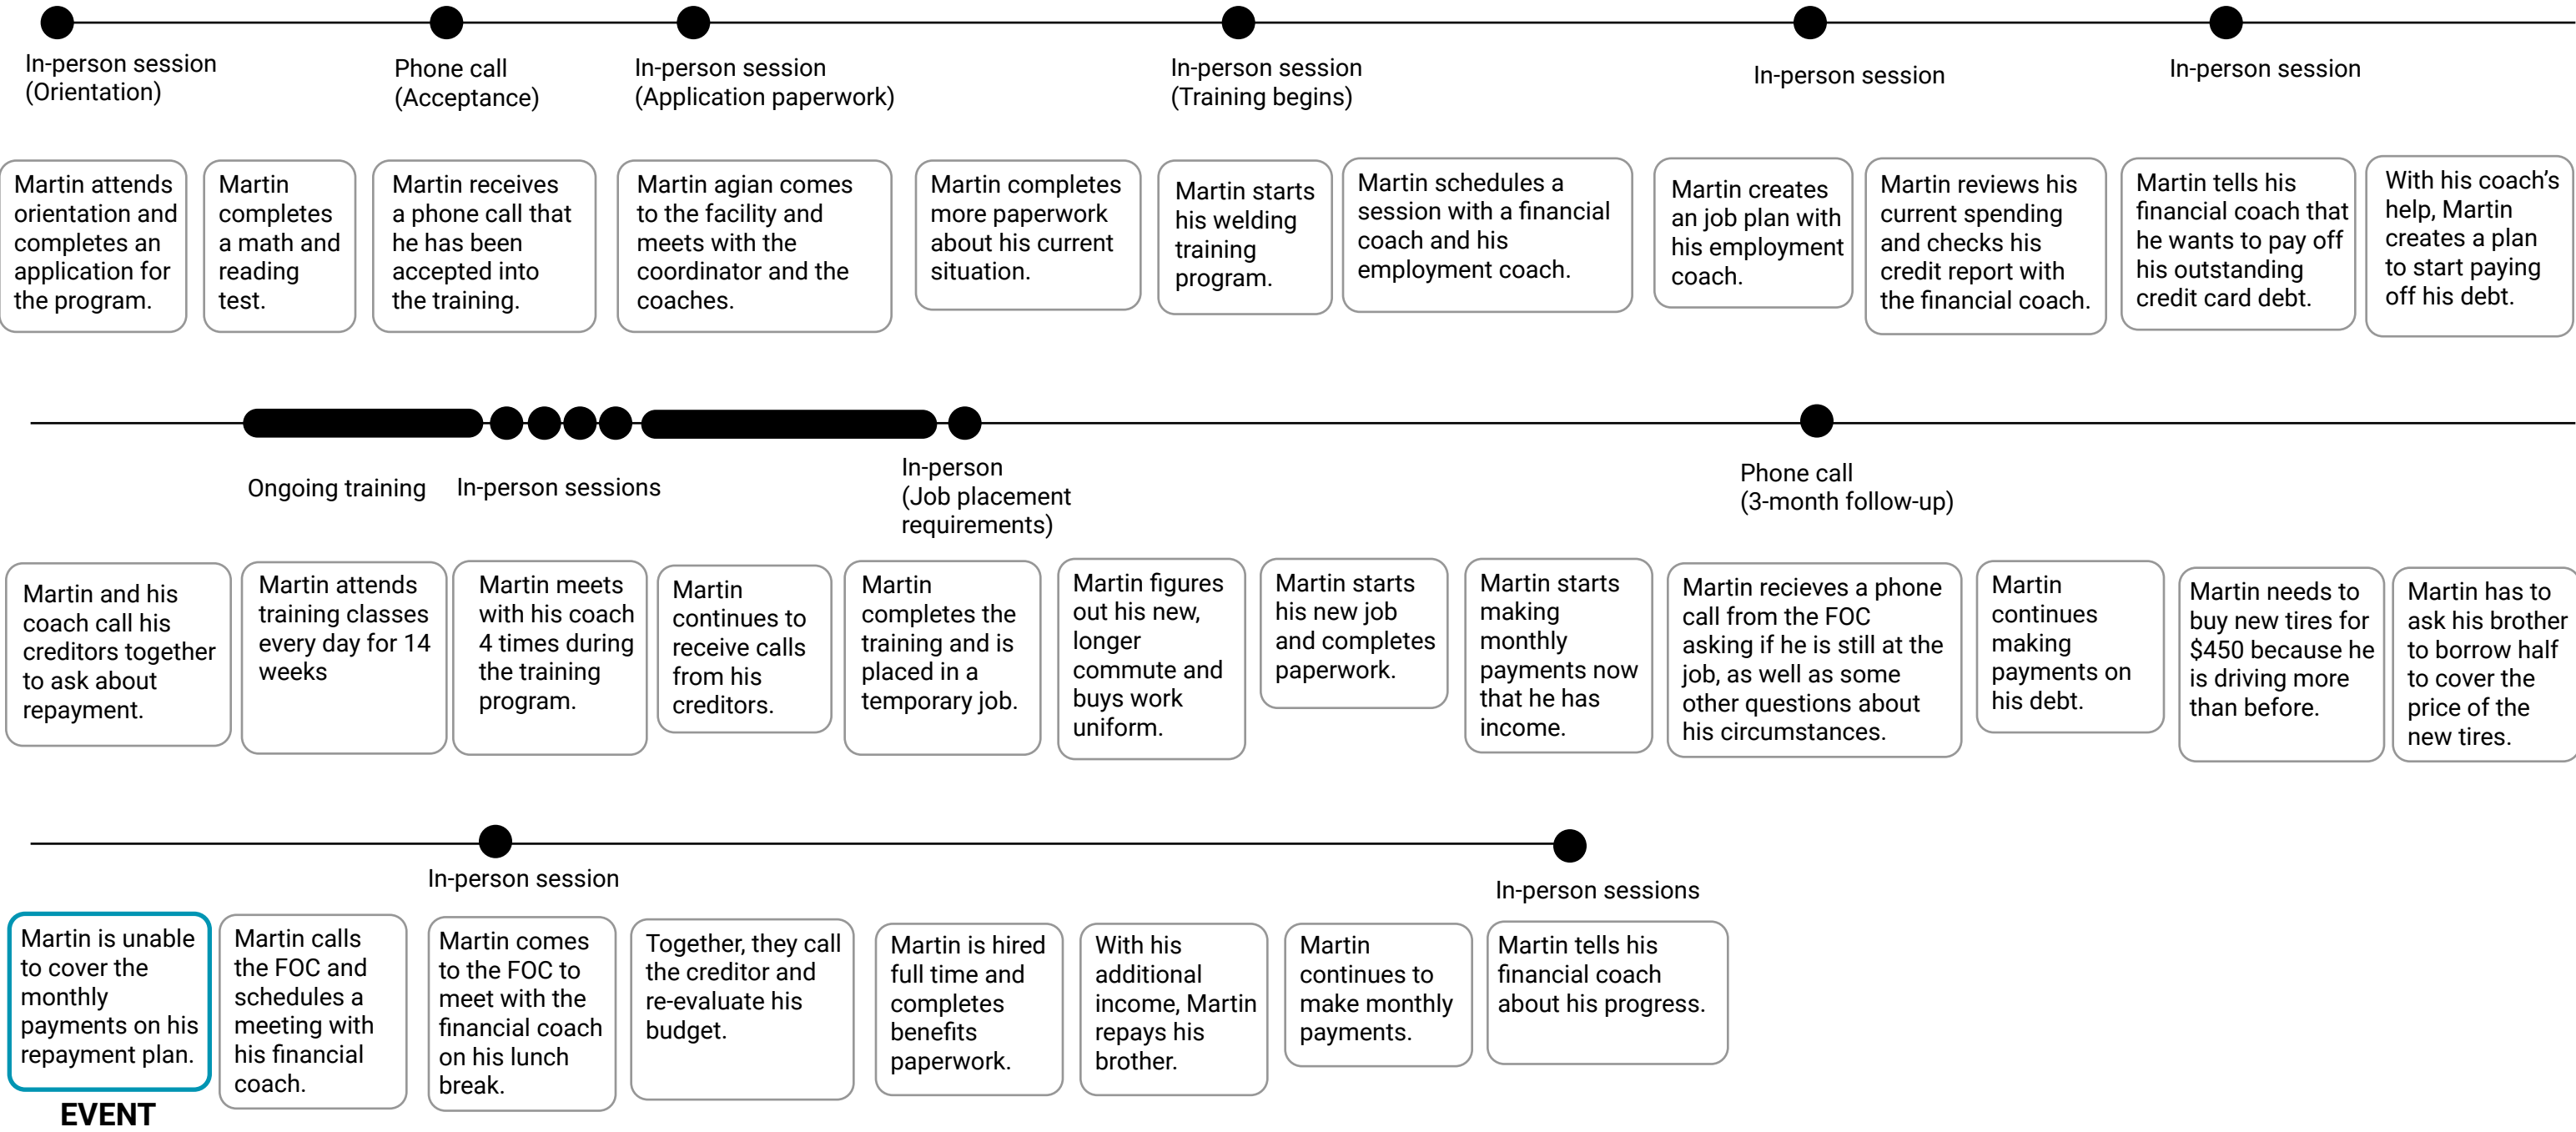 In-person session
(Orientation)
Phone call
(Acceptance)
In-person session
(Application paperwork)
In-person session
(Training begins)
In-person session
In-person session
Martin attends
orientation and
completes an
application for
the program.
Martin
completes
a math and
reading
test.
Martin receives
a phone call that
he has been
accepted into
the training.
Martin agian comes
to the facility and
meets with the
coordinator and the
coaches.
Martin completes
more paperwork
about his current
situation.
Martin starts
his welding
training
program.
Martin schedules a
session with a financial
coach and his
employment coach.
Martin creates
an job plan with
his employment
coach.
Martin reviews his
current spending
and checks his
credit report with
the financial coach.
Martin tells his
financial coach that
he wants to pay off
his outstanding
credit card debt.
With his coach’s
help, Martin
creates a plan
to start paying
off his debt.
Ongoing training
In-person sessions
In-person
(Job placement
requirements)
Phone call
(3-month follow-up)
Martin and his
coach call his
creditors together
to ask about
repayment.
Martin attends
training classes
every day for 14
weeks
Martin meets
with his coach
4 times during
the training
program.
Martin
continues to
receive calls
from his
creditors.
Martin
completes the
training and is
placed in a
temporary job.
Martin figures
out his new,
longer
commute and
buys work
uniform.
Martin starts
his new job
and completes
paperwork.
Martin starts
making
monthly
payments now
that he has
income.
Martin recieves a phone
call from the FOC
asking if he is still at the
job, as well as some
other questions about
his circumstances.
Martin
continues
making
payments on
his debt.
Martin needs to
buy new tires for
$450 because he
is driving more
than before.
Martin has to
ask his brother
to borrow half
to cover the
price of the
new tires.
In-person session
In-person sessions
Martin is unable
to cover the
monthly
payments on his
repayment plan.
EVENT
Martin calls
the FOC and
schedules a
meeting with
his financial
coach.
Martin comes
to the FOC to
meet with the
financial coach
on his lunch
break.
Together, they call
the creditor and
re-evaluate his
budget.
Martin is hired
full time and
completes
benefits
paperwork.
With his
additional
income, Martin
repays his
brother.
Martin
continues to
make monthly
payments.
Martin tells his
financial coach
about his progress.